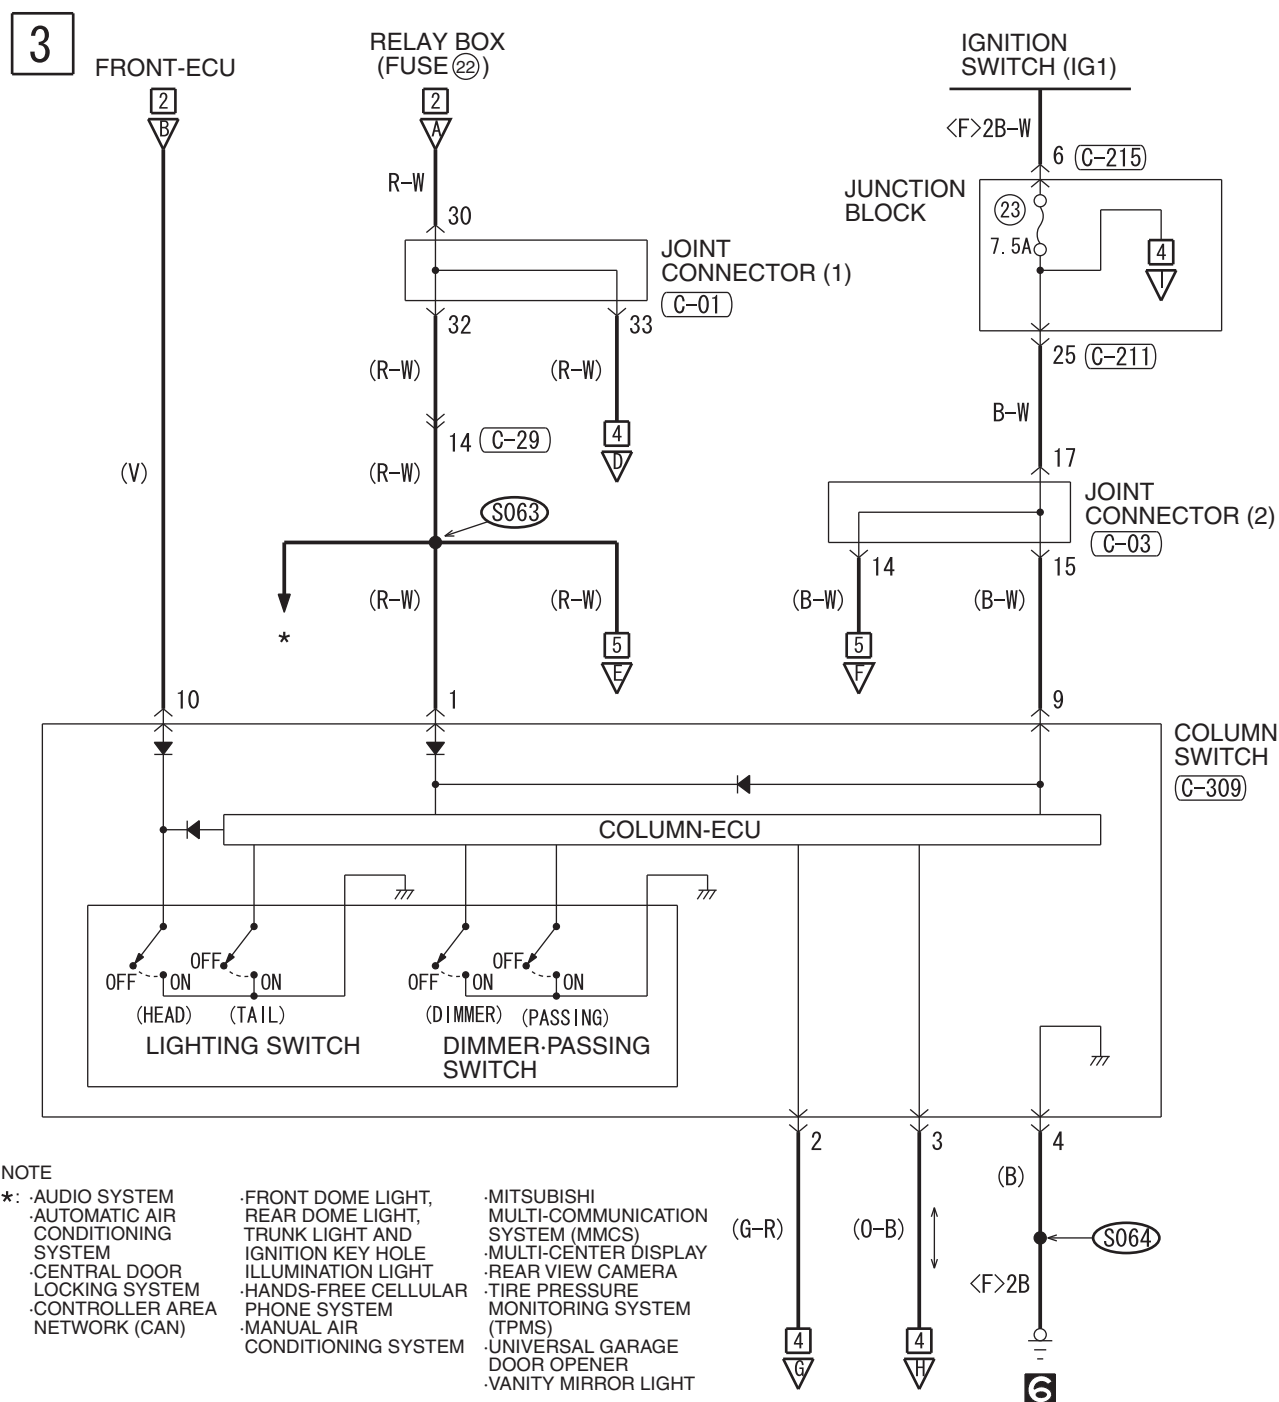 3
FRONT-ECU
RELAY BOX
(FUSE 22)
IGNITION
SWITCH (IG1)
2
B
2
A
<F>2B-W
6 C-215
R-W
JUNCTION
BLOCK
23
7.5A
4
I
30
JOINT
CONNECTOR (1)
C-01
32
33
25 C-211
(R-W)
(R-W)
B-W
14 C-29
4
D
17
(V)
(R-W)
S063
JOINT
CONNECTOR (2)
C-03
14
15
(R-W)
(R-W)
(B-W)
(B-W)
*
5
E
5
F
10
1
9
COLUMN
SWITCH
C-309
COLUMN-ECU
OFF
ON
OFF
ON
OFF
ON
OFF
ON
(HEAD)
(TAIL)
(DIMMER)
(PASSING)
LIGHTING SWITCH
DIMMER·PASSING
SWITCH
2
3
4
(G-R)
(O-B)
(B)
S064
<F>2B
4
G
4
H
6
NOTE
*: ·AUDIO SYSTEM
·AUTOMATIC AIR
CONDITIONING
SYSTEM
·CENTRAL DOOR
LOCKING SYSTEM
·CONTROLLER AREA
NETWORK (CAN)
·FRONT DOME LIGHT,
REAR DOME LIGHT,
TRUNK LIGHT AND
IGNITION KEY HOLE
ILLUMINATION LIGHT
·HANDS-FREE CELLULAR
PHONE SYSTEM
·MANUAL AIR
CONDITIONING SYSTEM
·MITSUBISHI
MULTI-COMMUNICATION
SYSTEM (MMCS)
·MULTI-CENTER DISPLAY
·REAR VIEW CAMERA
·TIRE PRESSURE
MONITORING SYSTEM
(TPMS)
·UNIVERSAL GARAGE
DOOR OPENER
·VANITY MIRROR LIGHT